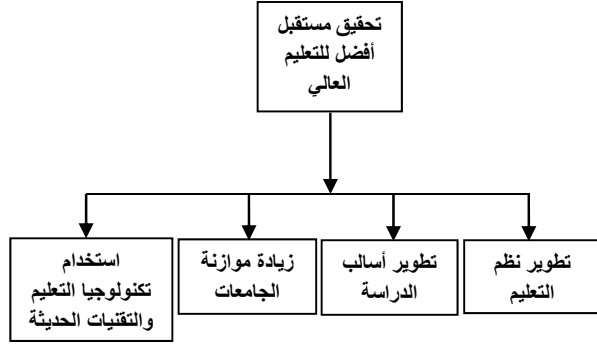 تحقيق مستقبل
أفضل للتعليم
العالي
تطوير نظم
التعليم
تطوير أسالب
الدراسة
زيادة موازنة
الجامعات
استخدام
تكنولوجيا التعليم
والتقنيات الحديثة